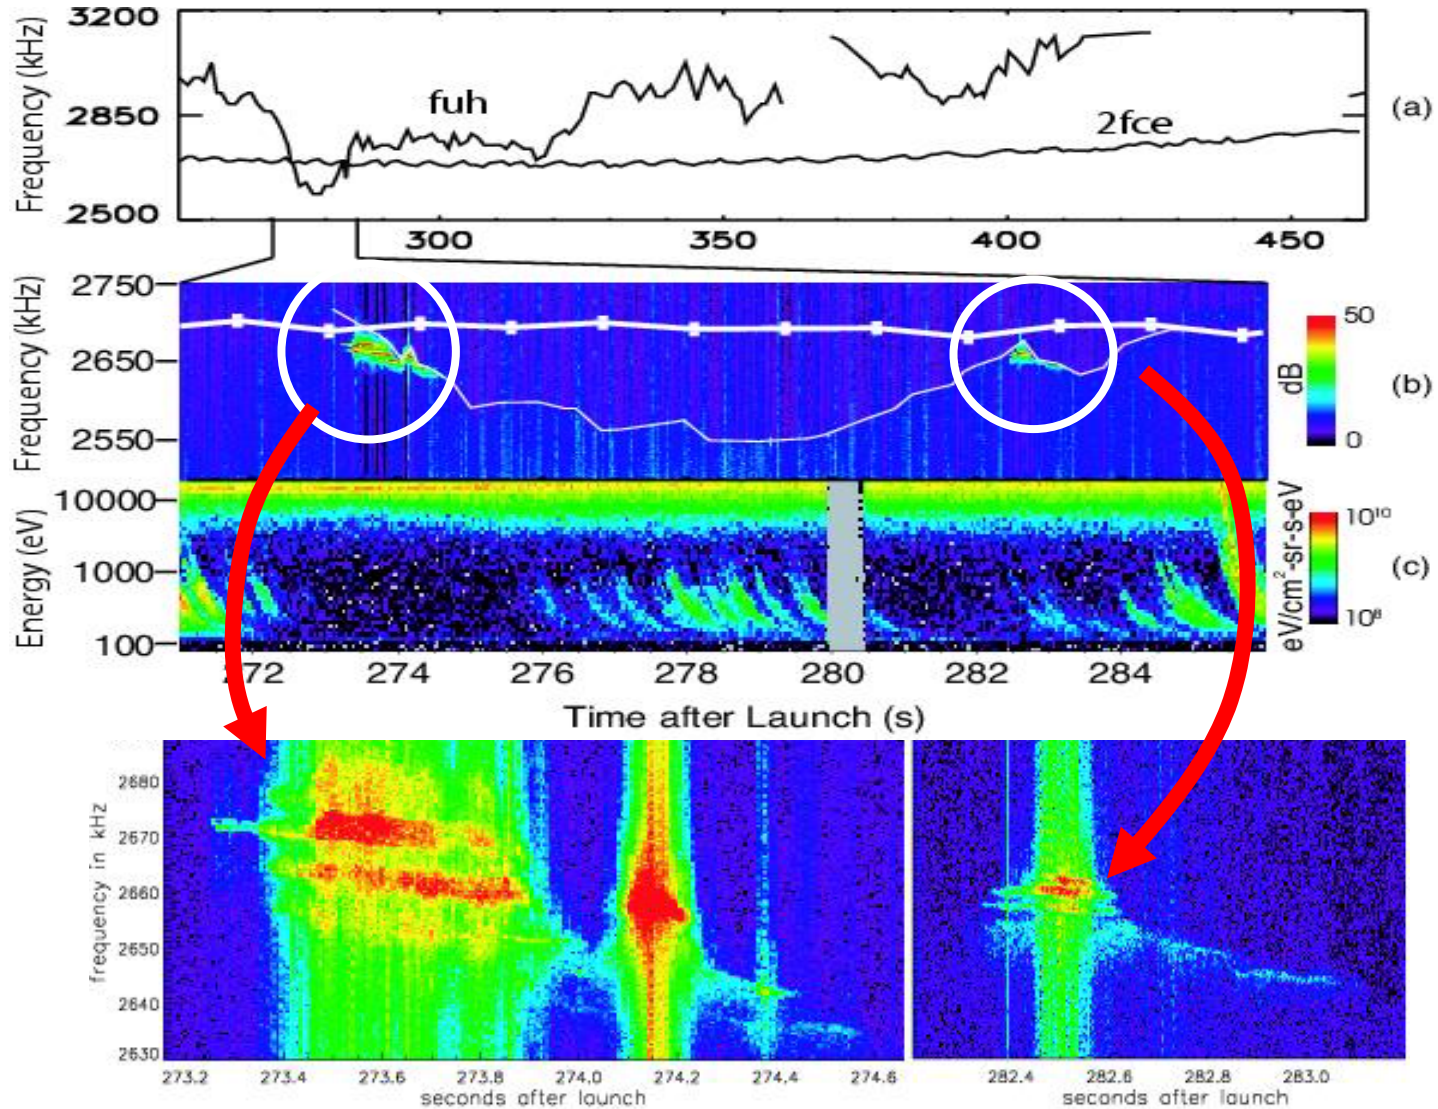 3200
2850
2500
Frequency (kHz)
fuh
2fce
(a)
300 350 400 450
2750
2650
2550
Frequency (kHz)
50
0
dB
(b)
10000
1000
100
Energy (eV)
10¹⁰
10⁸
eV/cm²-sr-s-eV
(c)
272 274 276 278 280 282 284
Time after Launch (s)
2680
2670
2660
2650
2640
2630
frequency in kHz
273.2 273.4 273.6 273.8 274.0 274.2 274.4 274.6
seconds after launch
282.4 282.6 282.8 283.0
seconds after launch